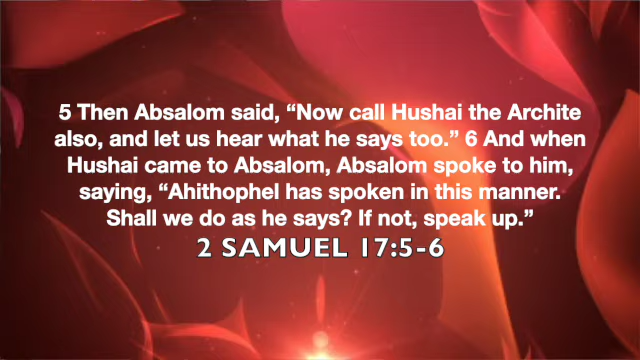 5 Then Absalom said, “Now call Hushai the Archite
also, and let us hear what he says too.” 6 And when
Hushai came to Absalom, Absalom spoke to him,
saying, “Ahithophel has spoken in this manner.
Shall we do as he says? If not, speak up.”
2 SAMUEL 17:5-6